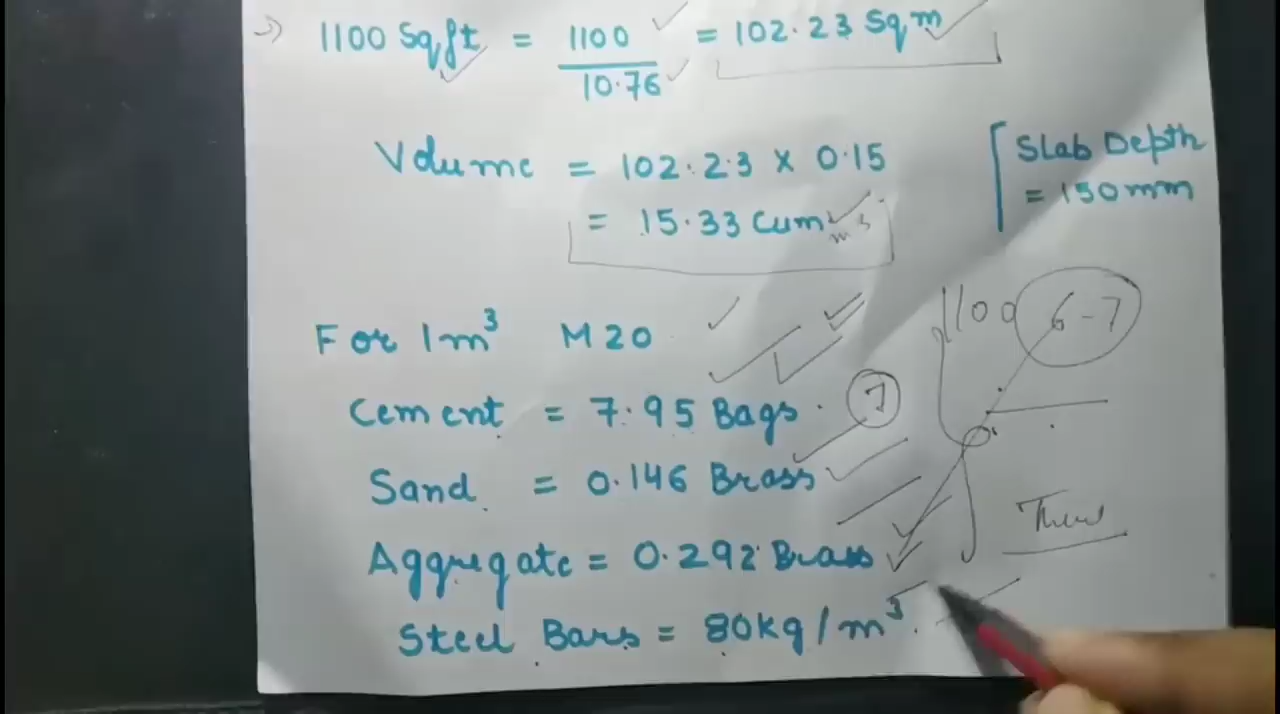 → 1100 Sqft = 1100 / 10.76 = 102.23 Sqm
Volume = 102.23 x 0.15
= 15.33 Cum m³
[Slab Depth
= 150mm
1100 6-7
For 1m³ M20
Cement = 7.95 Bags. 7
Sand = 0.146 Brass
Aggregate = 0.292 Brass
Steel Bars = 80kg/m³.